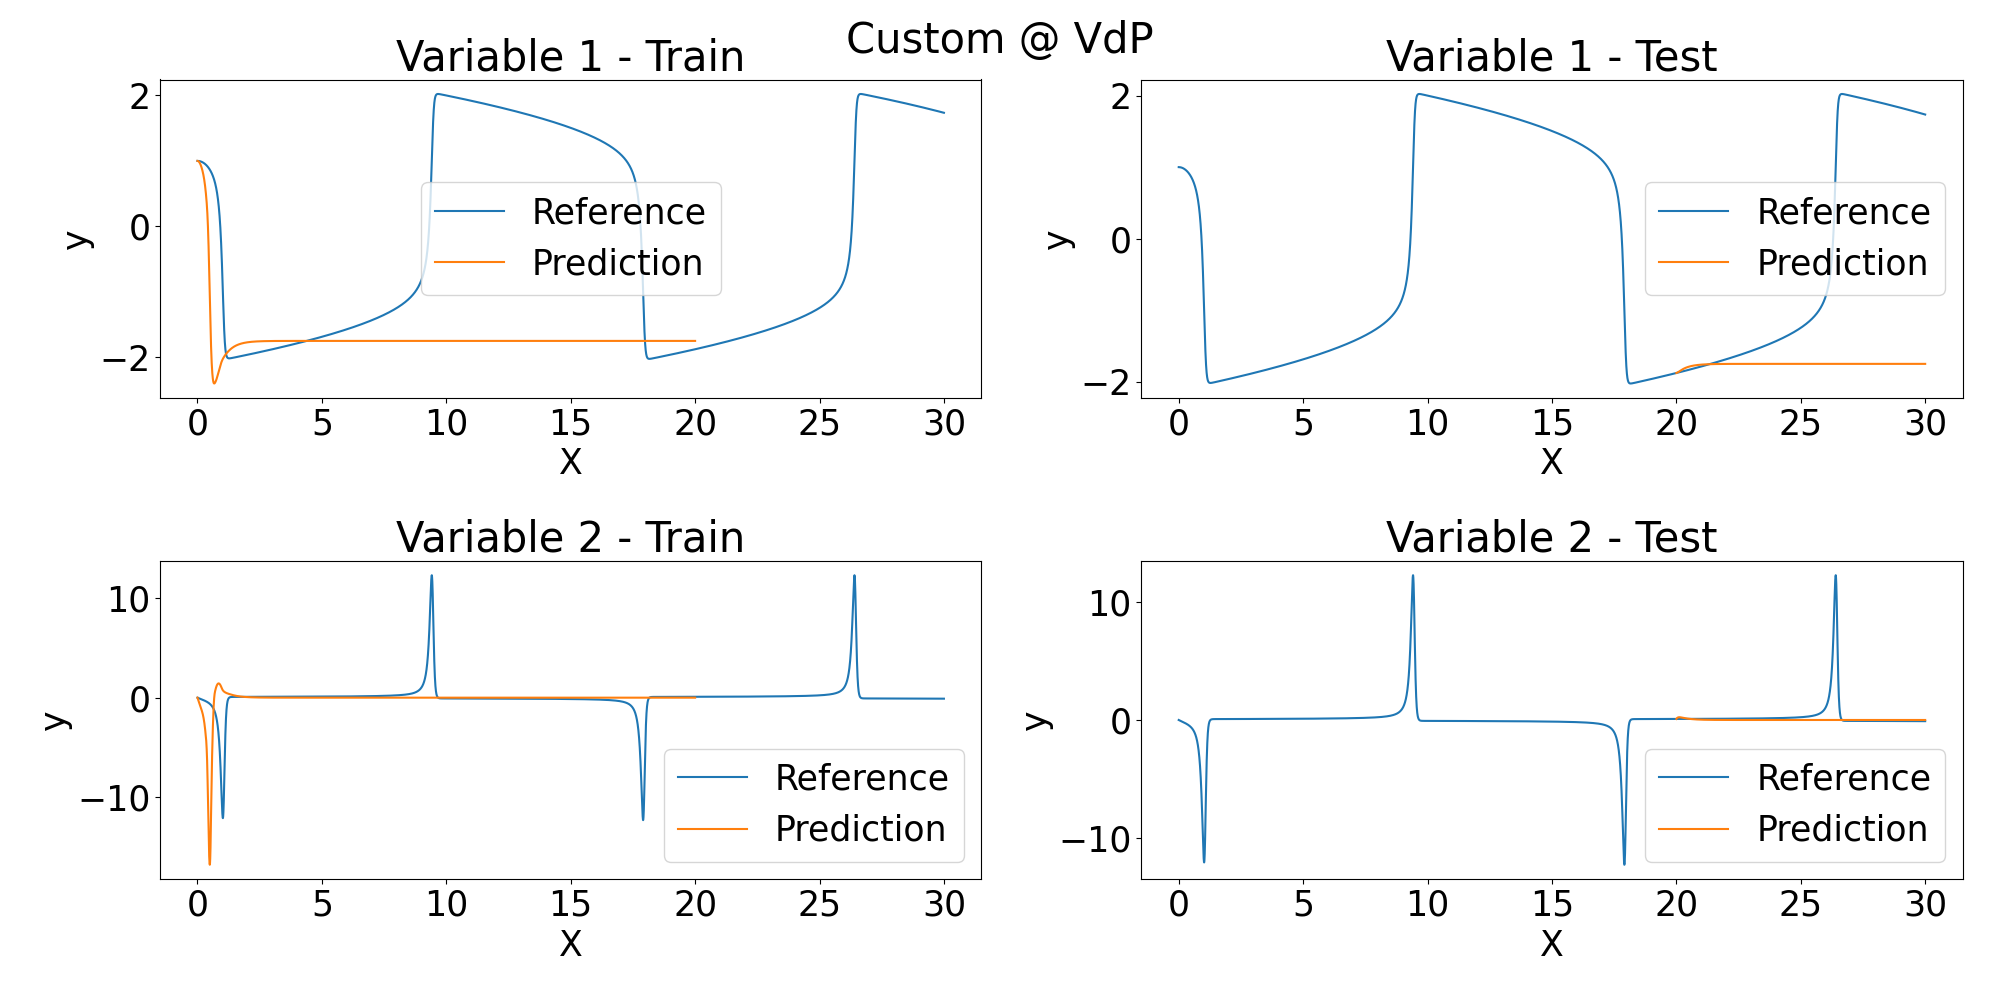 Custom @ VdP
Variable 1 - Train
2
0
−2
y
0 5 10 15 20 25 30
X
Reference
Prediction
Variable 1 - Test
2
0
−2
y
0 5 10 15 20 25 30
X
Reference
Prediction
Variable 2 - Train
10
0
−10
y
0 5 10 15 20 25 30
X
Reference
Prediction
Variable 2 - Test
10
0
−10
y
0 5 10 15 20 25 30
X
Reference
Prediction